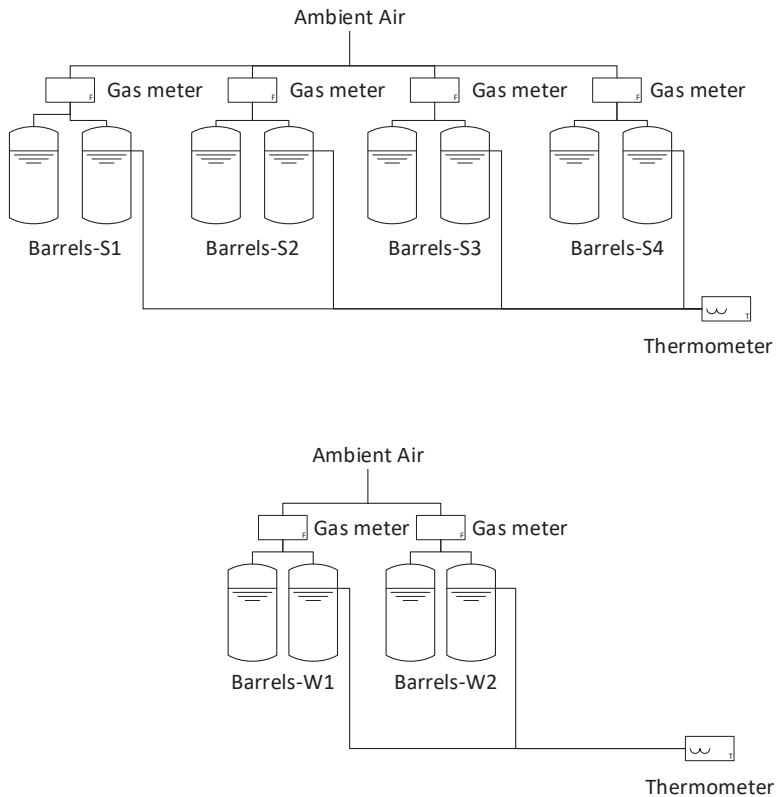 Ambient Air
Gas meter Gas meter Gas meter Gas meter
F F F F
Barrels-S1 Barrels-S2 Barrels-S3 Barrels-S4
T
Thermometer
Ambient Air
Gas meter Gas meter
F F
Barrels-W1 Barrels-W2
T
Thermometer